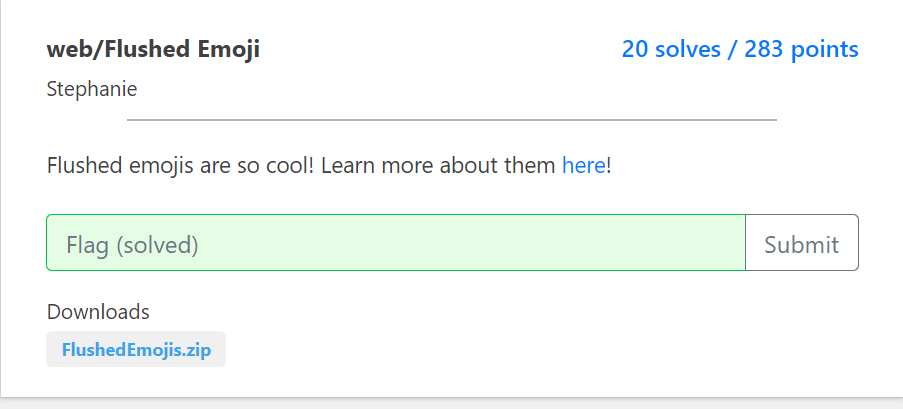 web/Flushed Emoji 20 solves / 283 points
Stephanie
Flushed emojis are so cool! Learn more about them here!
Flag (solved) Submit
Downloads
FlushedEmojis.zip